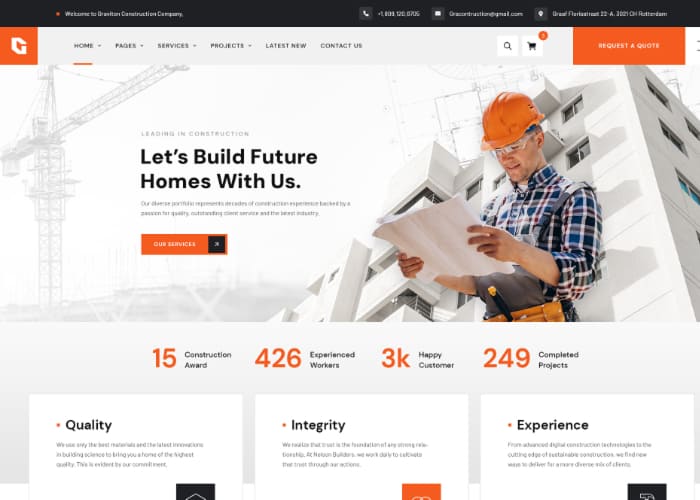 Welcome to Graviton Construction Company,
+1,899,120,9705
Gracontruction@gmail.com
Graaf Florisstraat 22-A, 3021 CH Rotterdam
HOME
PAGES
SERVICES
PROJECTS
LATEST NEW
CONTACT US
0
REQUEST A QUOTE
LEADING IN CONSTRUCTION
Let's Build Future
Homes With Us.
Our diverse portfolio represents decades of construction experience backed by a
passion for quality, outstanding client service and the latest industry.
OUR SERVICES
15 Construction
Award
426 Experienced
Workers
3k Happy
Customer
249 Completed
Projects
Quality
We use only the best materials and the latest innovations
in building science to bring you a home of the highest
quality. This is evident by our commitment.
Integrity
We realize that trust is the foundation of any strong rela-
tionship. At Nelson Builders, we work daily to cultivate
that trust through our actions.
Experience
From advanced digital construction technologies to the
cutting edge of sustainable construction, we find new
ways to deliver for a more diverse mix of clients.